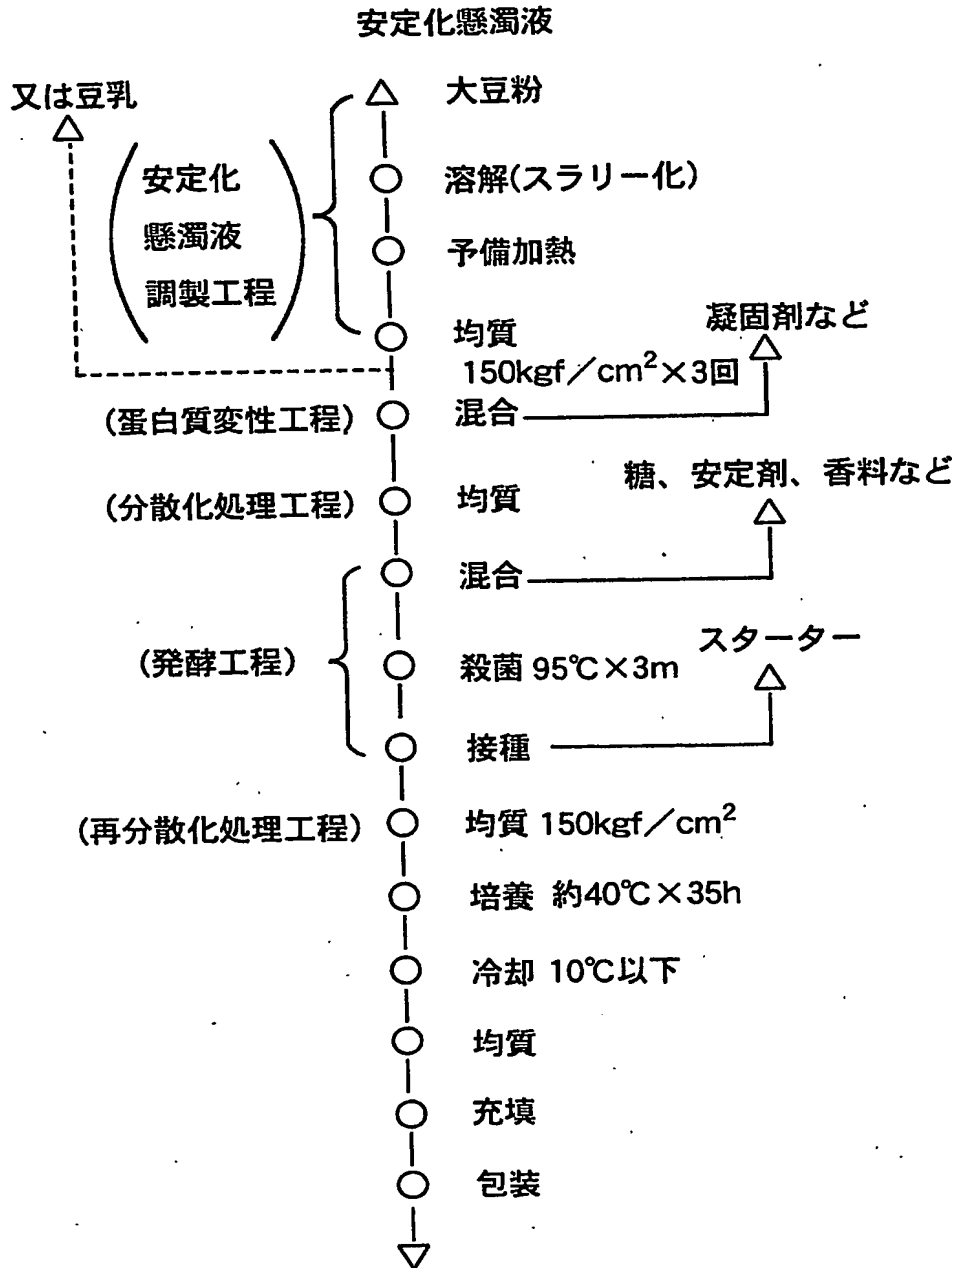 安定化懸濁液
又は豆乳
大豆粉
安定化
懸濁液
調製工程
溶解(スラリー化)
予備加熱
均質
150kgf／cm²×3回
凝固剤など
(蛋白質変性工程)
混合
(分散化処理工程)
均質
糖、安定剤、香料など
混合
(発酵工程)
殺菌 95℃×3m
スターター
接種
(再分散化処理工程)
均質 150kgf／cm²
培養 約40℃×35h
冷却 10℃以下
均質
充填
包装